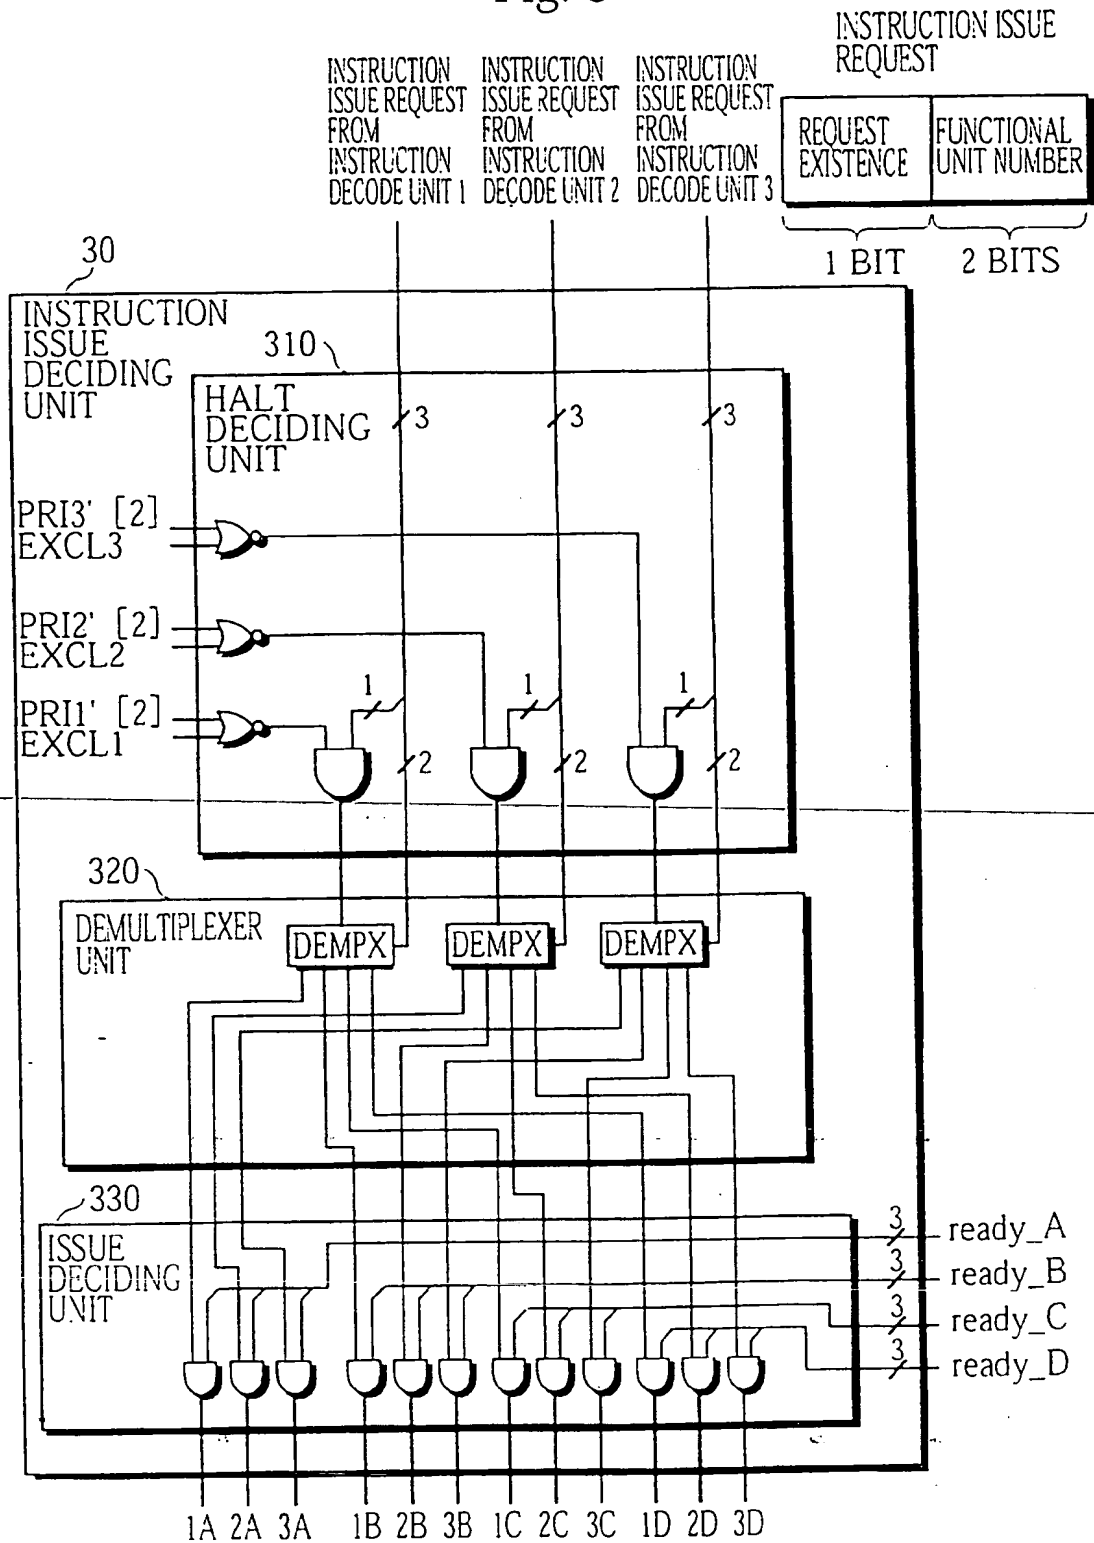 INSTRUCTION ISSUE
REQUEST
REQUEST
EXISTENCE
FUNCTIONAL
UNIT NUMBER
1 BIT
2 BITS
INSTRUCTION
ISSUE REQUEST
FROM
INSTRUCTION
DECODE UNIT 1
INSTRUCTION
ISSUE REQUEST
FROM
INSTRUCTION
DECODE UNIT 2
INSTRUCTION
ISSUE REQUEST
FROM
INSTRUCTION
DECODE UNIT 3
30
INSTRUCTION
ISSUE
DECIDING
UNIT
310
HALT
DECIDING
UNIT
3
3
3
PRI3' [2]
EXCL3
PRI2' [2]
EXCL2
PRI1' [2]
EXCL1
1
1
1
2
2
2
320
DEMULTIPLEXER
UNIT
DEMPX
DEMPX
DEMPX
330
ISSUE
DECIDING
UNIT
3
ready_A
3
ready_B
3
ready_C
3
ready_D
1A 2A 3A 1B 2B 3B 1C 2C 3C 1D 2D 3D